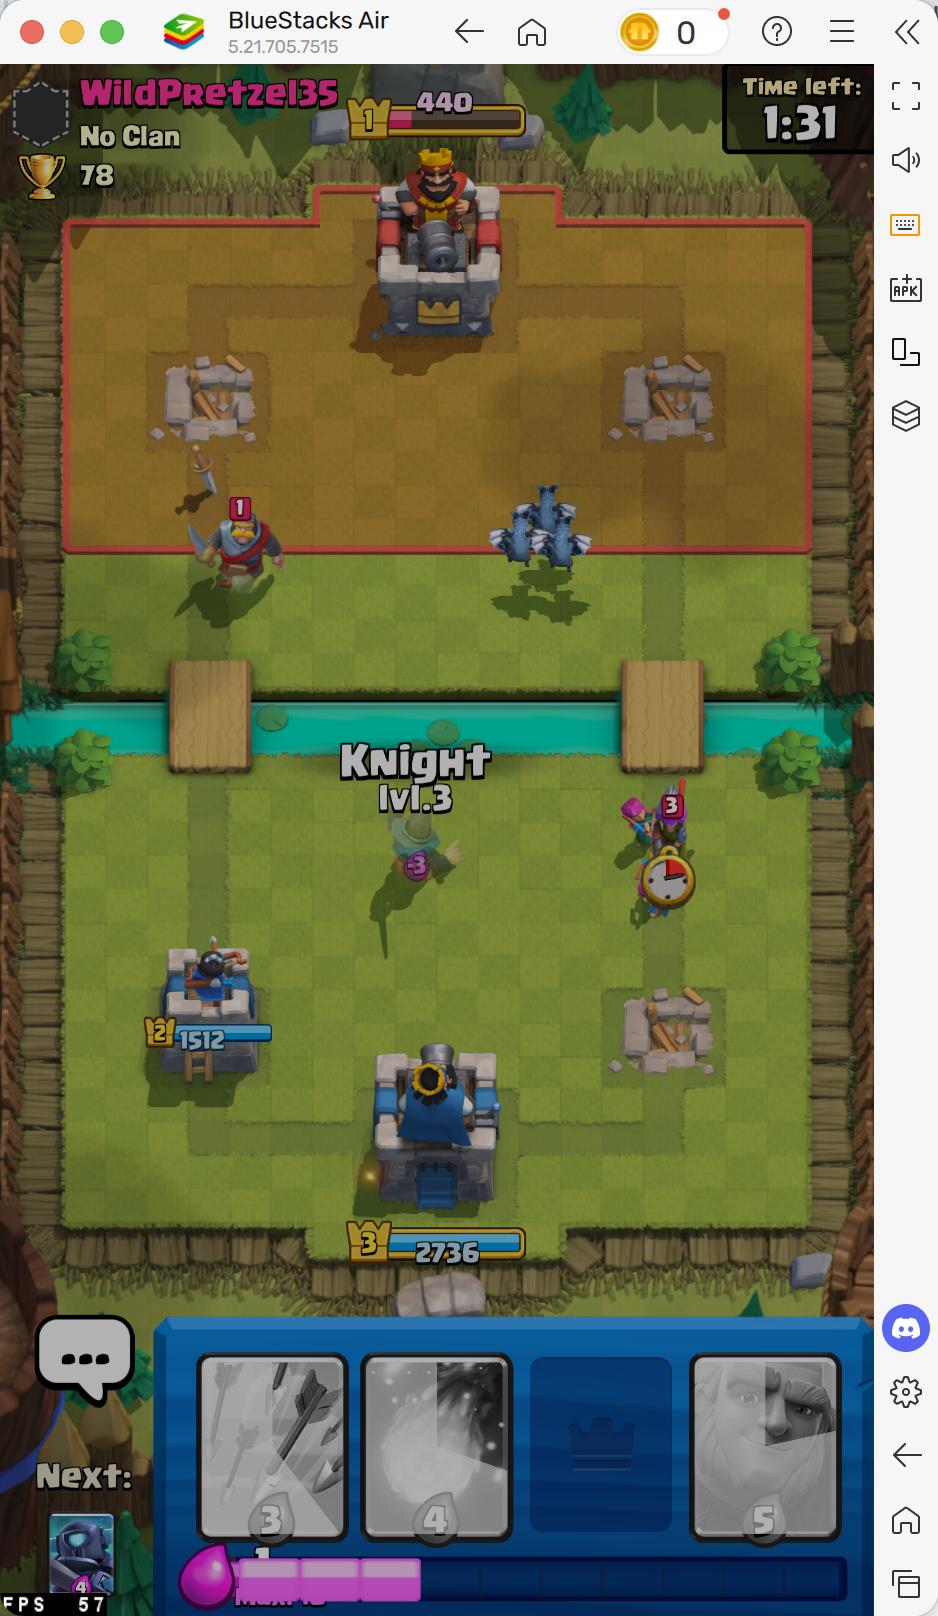 BlueStacks Air
5.21.705.7515
0
WildPretzel35
No Clan
78
1
440
Time left:
1:31
1
Knight
lvl.3
-3
3
2
1512
3
2736
3
4
5
Next:
4
1
FPS 57
APK